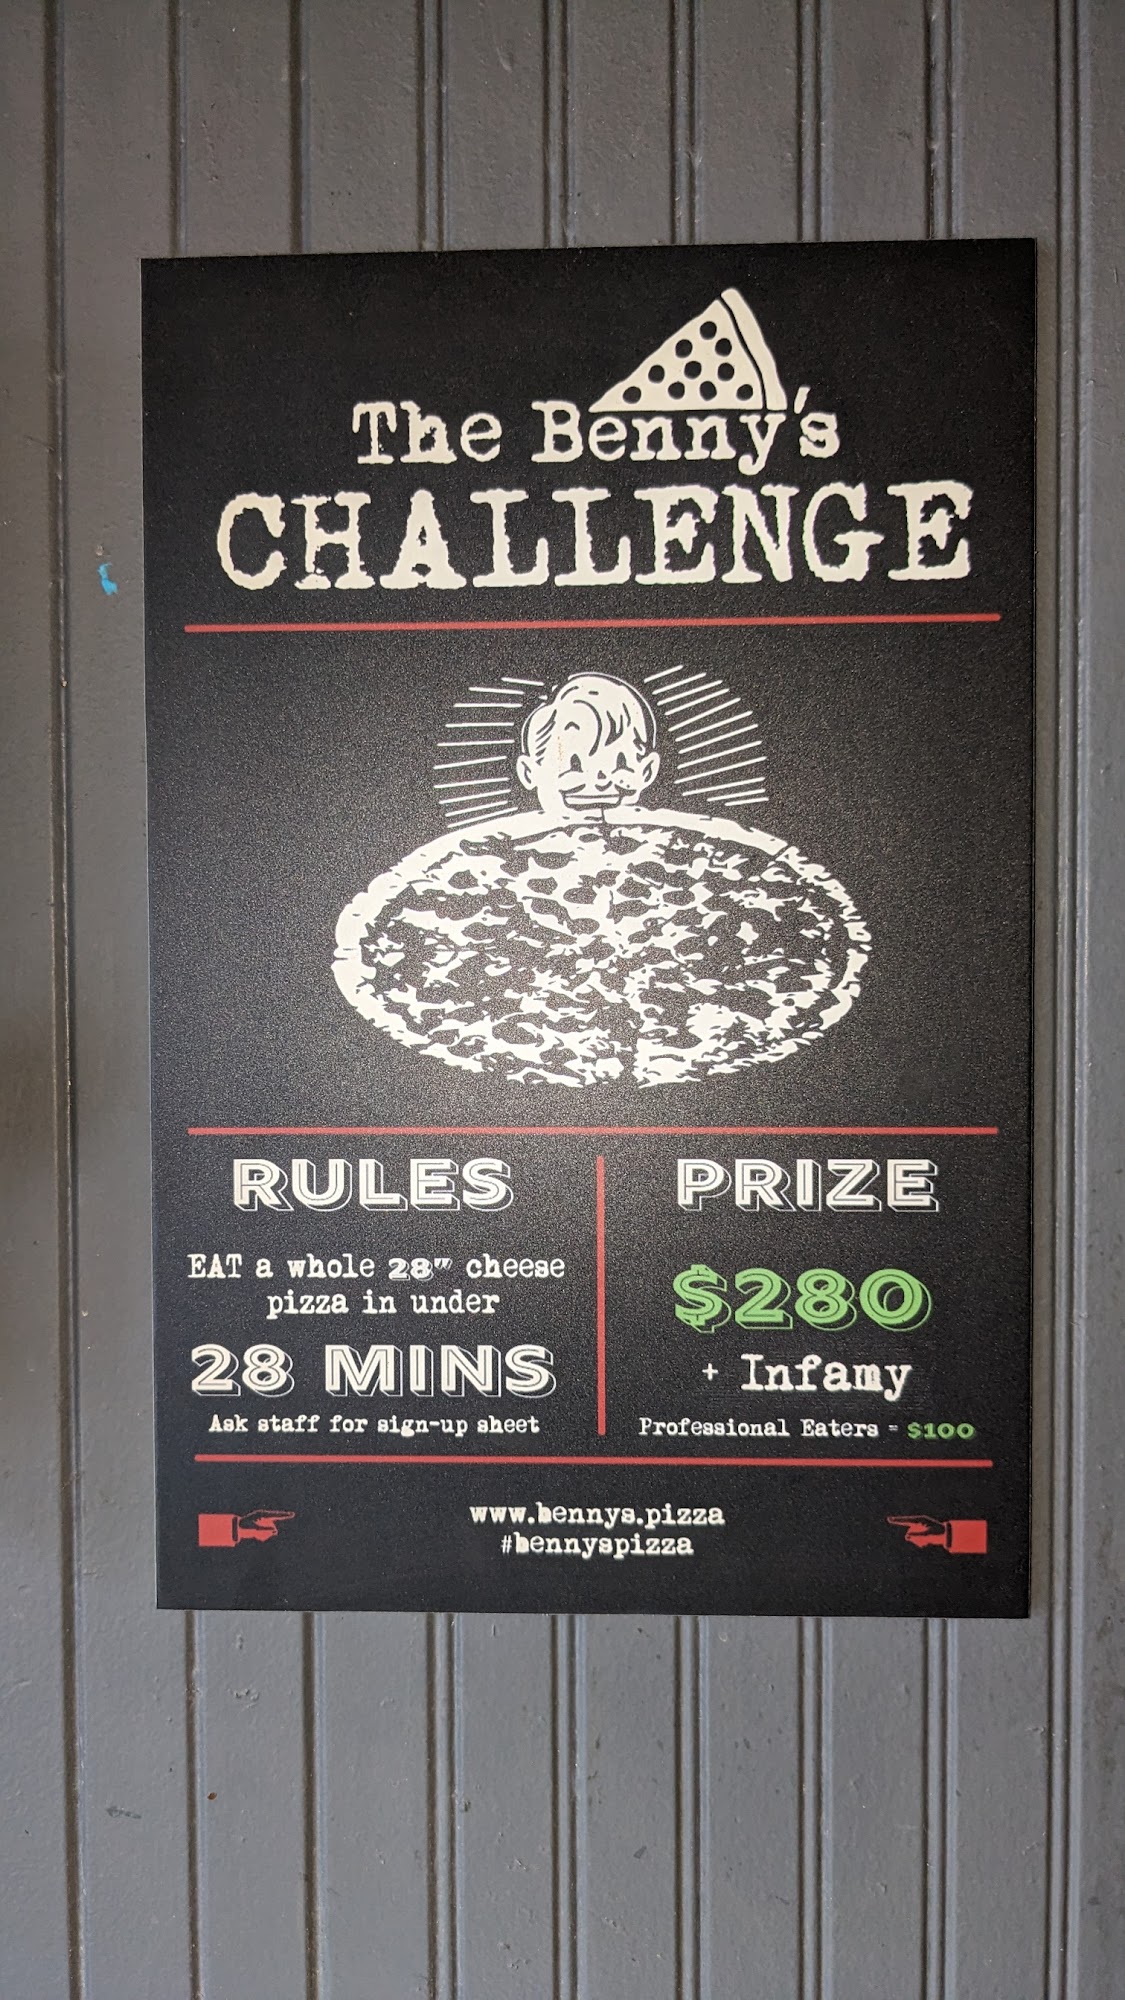 The Benny's
CHALLENGE
RULES
EAT a whole 28" cheese
pizza in under
28 MINS
Ask staff for sign-up sheet
PRIZE
$280
+ Infamy
Professional Eaters = $100
www.bennys.pizza
#bennyspizza